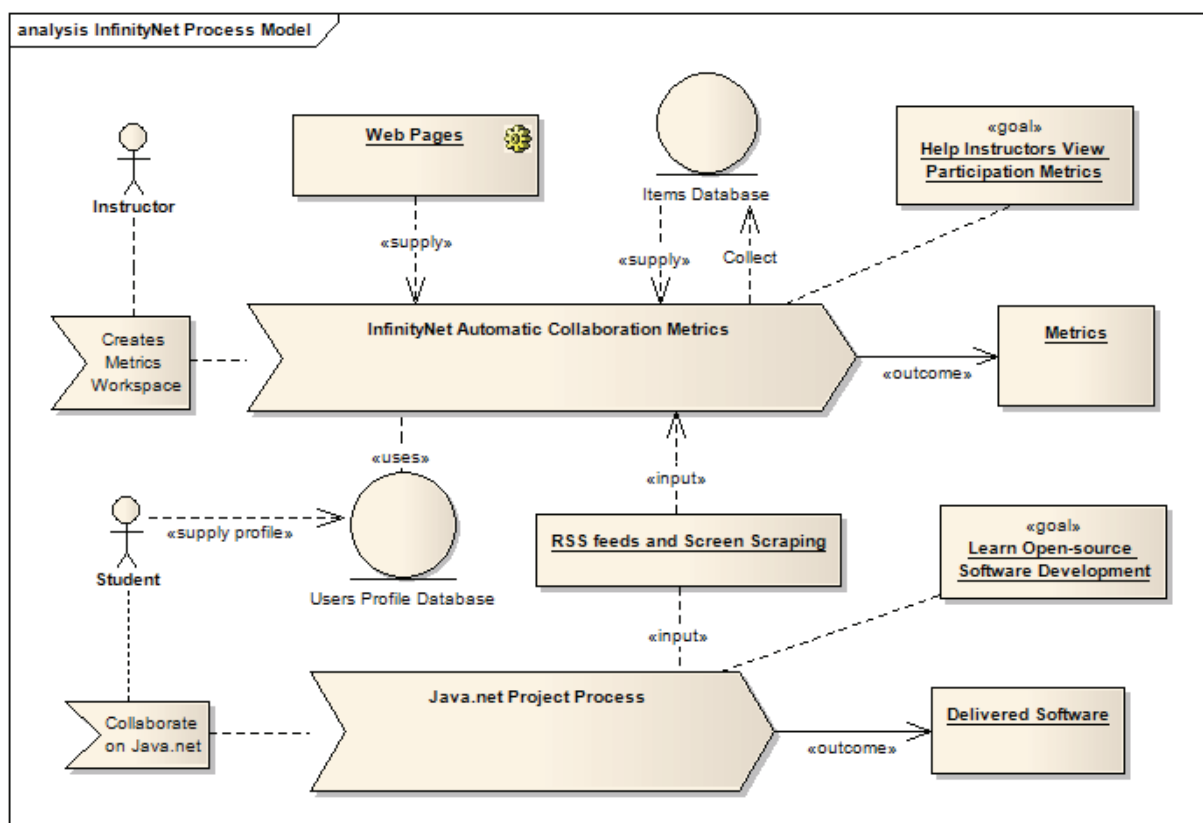 analysis InfinityNet Process Model
Web Pages
Items Database
«goal»
Help Instructors View
Participation Metrics
Instructor
«supply»
«supply»
Collect
Creates
Metrics
Workspace
InfinityNet Automatic Collaboration Metrics
«outcome»
Metrics
«uses»
«input»
Student
«supply profile»
Users Profile Database
RSS feeds and Screen Scraping
«goal»
Learn Open-source
Software Development
«input»
Collaborate
on Java.net
Java.net Project Process
«outcome»
Delivered Software